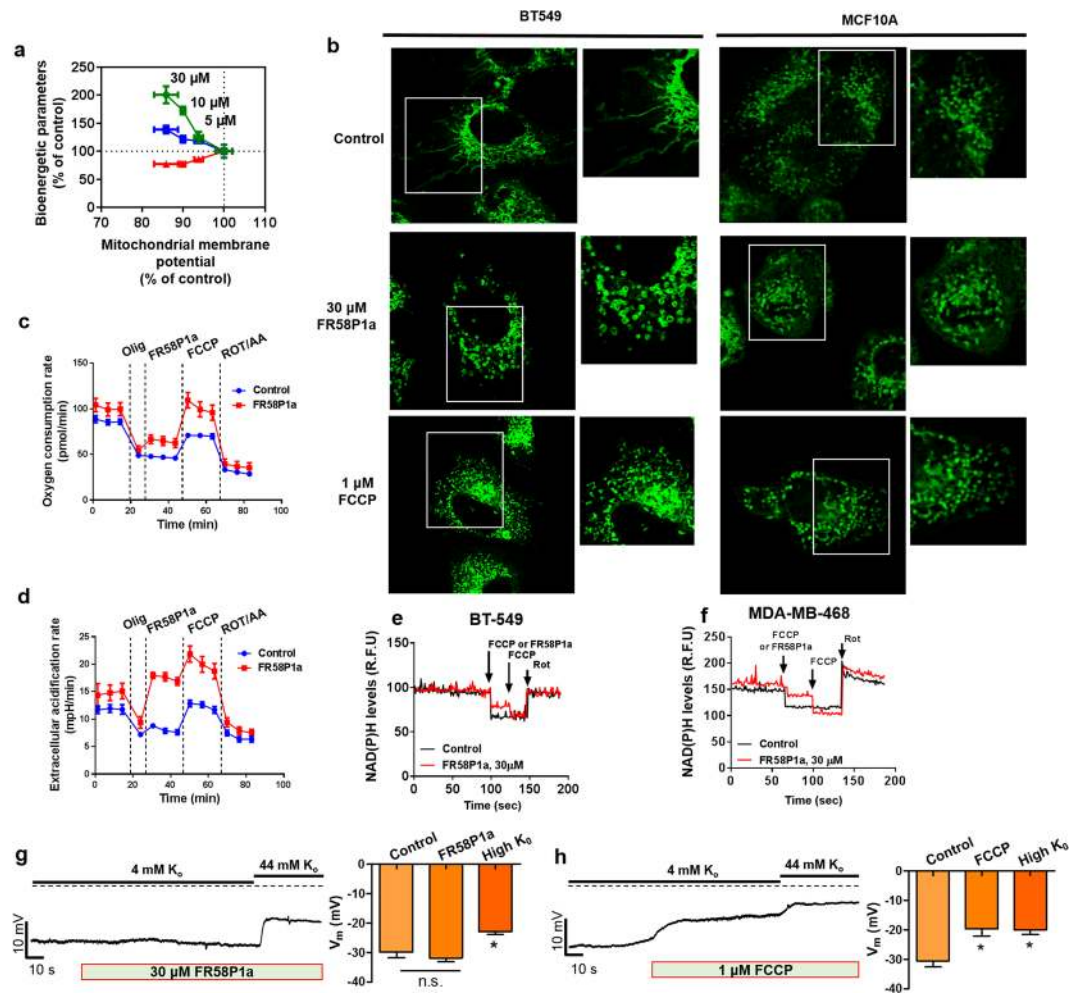 BT549
MCF10A
a
Bioenergetic parameters
(% of control)
250
200
150
100
50
0
30 µM
10 µM
5 µM
70
80
90
100
110
Mitochondrial membrane
potential
(% of control)
b
Control
30 µM
FR58P1a
1 µM
FCCP
c
Olig
FR58P1a
FCCP
ROT/AA
Control
FR58P1a
Oxygen consumption rate
(pmol/min)
150
100
50
0
0
20
40
60
80
100
Time (min)
d
Olig
FR58P1a
FCCP
ROT/AA
Control
FR58P1a
Extracellular acidification rate
(mpH/min)
25
20
15
10
5
0
0
20
40
60
80
100
Time (min)
e
BT-549
NAD(P)H levels (R.F.U)
150
100
50
0
FCCP or FR58P1a
FCCP
Rot
Control
FR58P1a, 30µM
0
50
100
150
200
Time (sec)
f
MDA-MB-468
NAD(P)H levels (R.F.U)
250
200
150
100
50
0
FCCP
or FR58P1a
FCCP
Rot
Control
FR58P1a, 30 µM
0
50
100
150
200
Time (sec)
g
4 mM Kₒ
44 mM Kₒ
10 mV
10 s
30 µM FR58P1a
Control
FR58P1a
High K₀
Vₘ (mV)
0
-10
-20
-30
-40
*
n.s.
h
4 mM Kₒ
44 mM Kₒ
10 mV
10 s
1 µM FCCP
Control
FCCP
High K₀
Vₘ (mV)
0
-10
-20
-30
-40
*
*